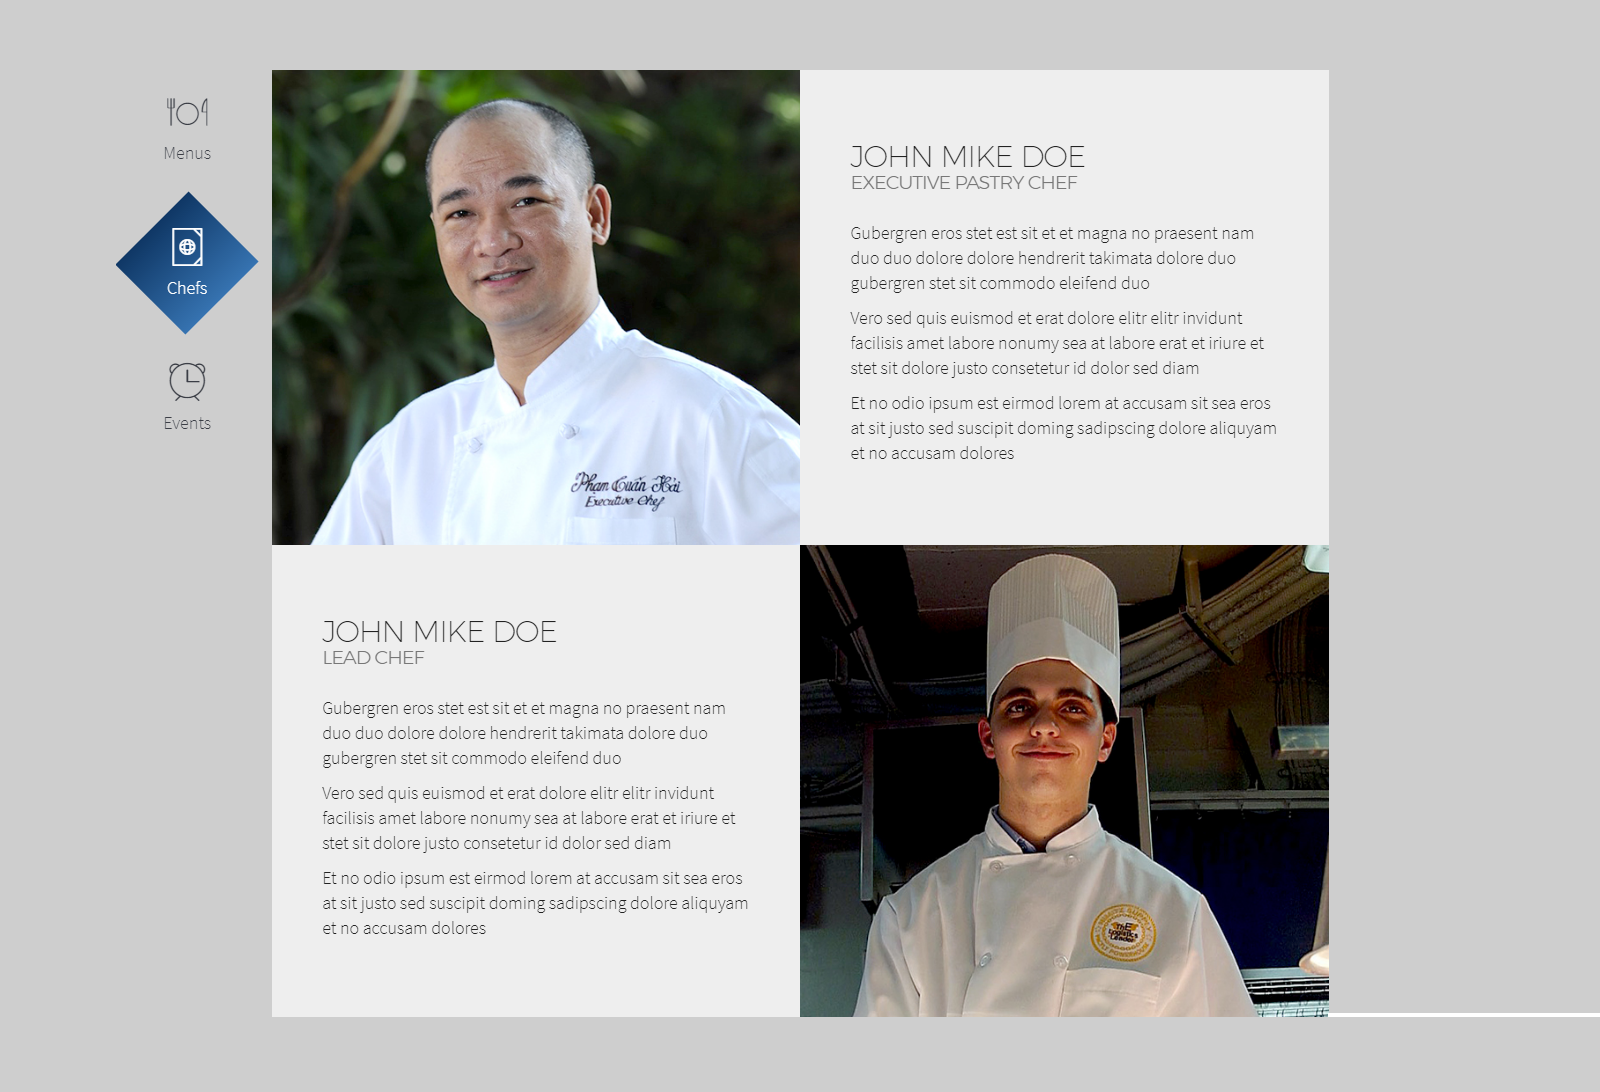 Menus
Chefs
Events
Phạm Tuấn Hải
Executive Chef
JOHN MIKE DOE
EXECUTIVE PASTRY CHEF
Gubergren eros stet est sit et et magna no praesent nam
duo duo dolore dolore hendrerit takimata dolore duo
gubergren stet sit commodo eleifend duo
Vero sed quis euismod et erat dolore elitr elitr invidunt
facilisis amet labore nonumy sea at labore erat et iriure et
stet sit dolore justo consetetur id dolor sed diam
Et no odio ipsum est eirmod lorem at accusam sit sea eros
at sit justo sed suscipit doming sadipscing dolore aliquyam
et no accusam dolores
JOHN MIKE DOE
LEAD CHEF
Gubergren eros stet est sit et et magna no praesent nam
duo duo dolore dolore hendrerit takimata dolore duo
gubergren stet sit commodo eleifend duo
Vero sed quis euismod et erat dolore elitr elitr invidunt
facilisis amet labore nonumy sea at labore erat et iriure et
stet sit dolore justo consetetur id dolor sed diam
Et no odio ipsum est eirmod lorem at accusam sit sea eros
at sit justo sed suscipit doming sadipscing dolore aliquyam
et no accusam dolores
Logistics
Leader